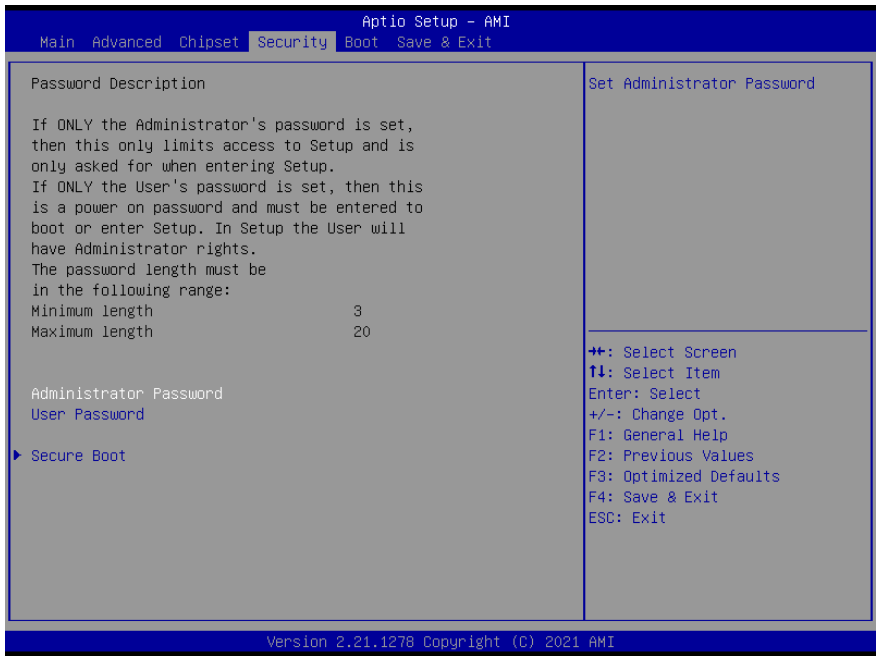 Aptio Setup – AMI
Main Advanced Chipset Security Boot Save & Exit
Password Description
If ONLY the Administrator's password is set,
then this only limits access to Setup and is
only asked for when entering Setup.
If ONLY the User's password is set, then this
is a power on password and must be entered to
boot or enter Setup. In Setup the User will
have Administrator rights.
The password length must be
in the following range:
Minimum length 3
Maximum length 20
Administrator Password
User Password
Secure Boot
Set Administrator Password
→←: Select Screen
↑↓: Select Item
Enter: Select
+/-: Change Opt.
F1: General Help
F2: Previous Values
F3: Optimized Defaults
F4: Save & Exit
ESC: Exit
Version 2.21.1278 Copyright (C) 2021 AMI